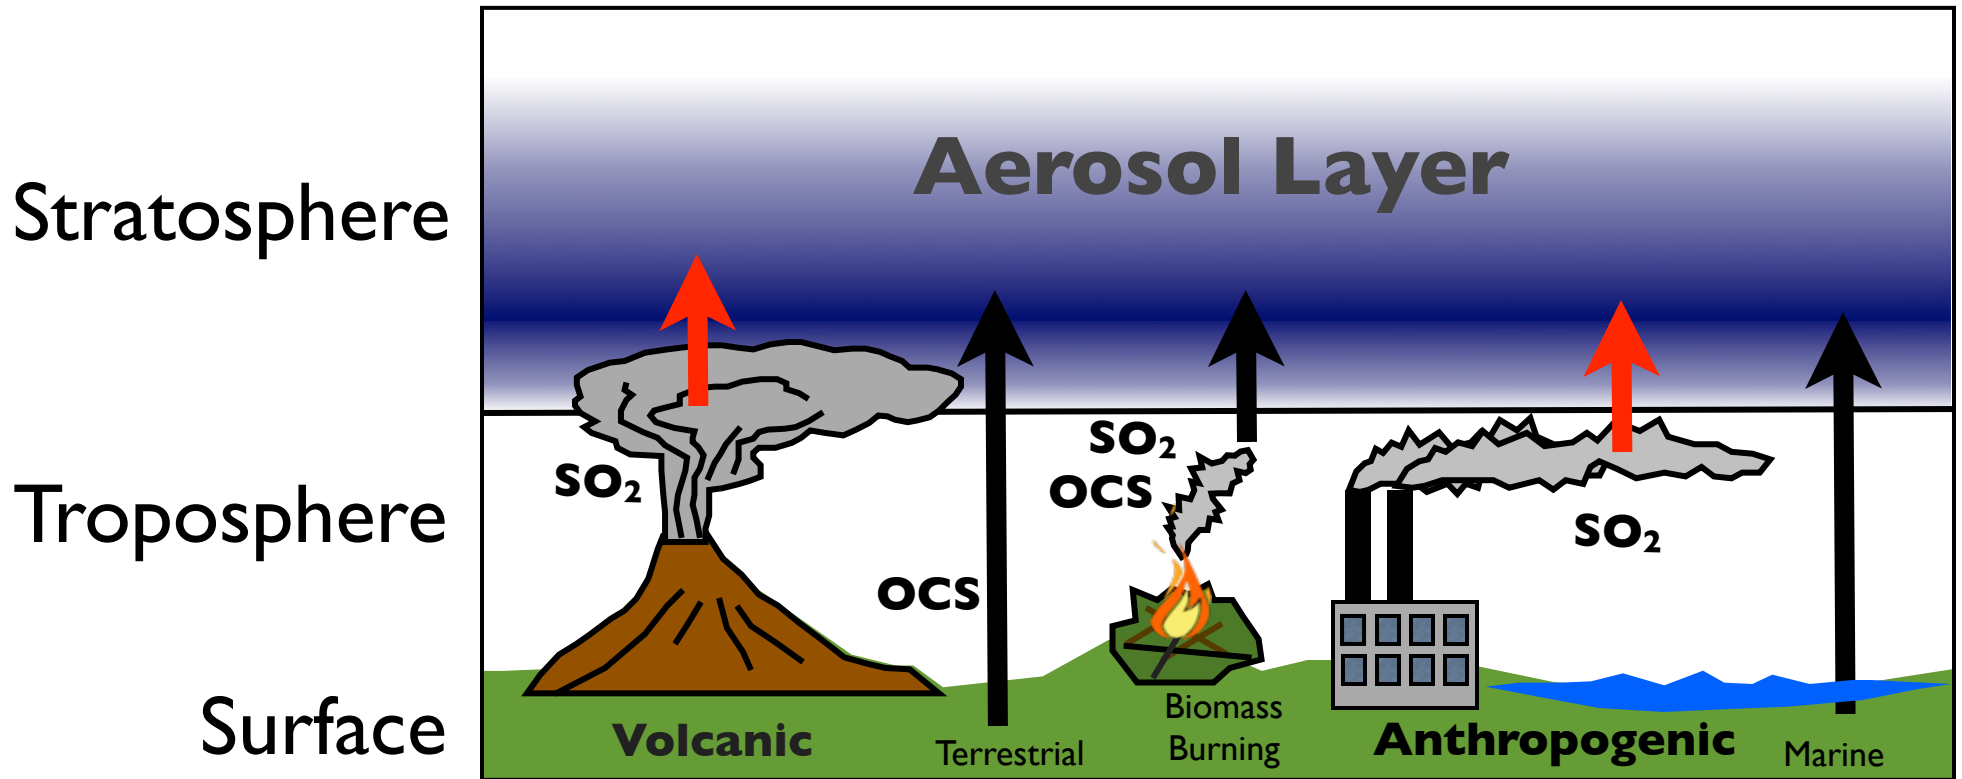 Aerosol Layer
Stratosphere
SO₂
OCS
SO₂
Troposphere
SO₂
OCS
Surface
Volcanic
Terrestrial
Biomass
Burning
Anthropogenic
Marine